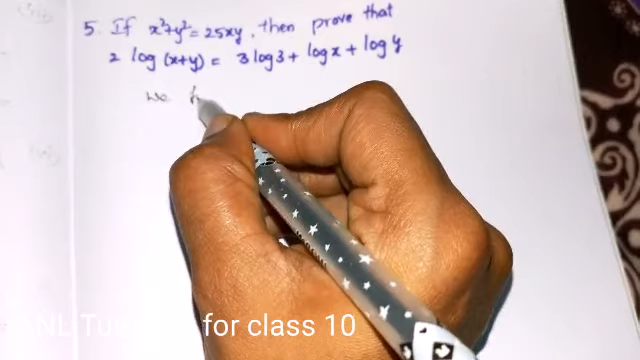 5. If x²+y² = 25xy, then prove that
2 log (x+y) = 3 log 3 + log x + log y
we
for class 10